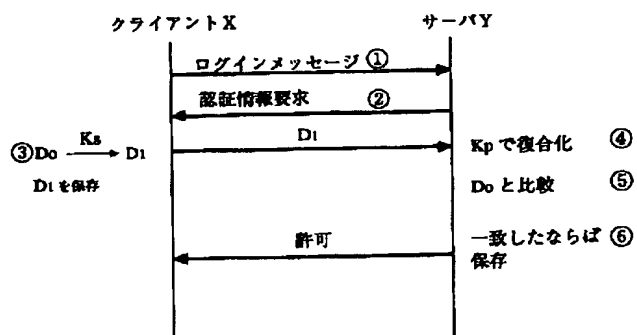 クライアントX
サーバY
ログインメッセージ ①
認証情報要求 ②
③Do Ks D1
D1を保存
D1
Kpで復合化 ④
Doと比較 ⑤
許可
一致したならば ⑥
保存